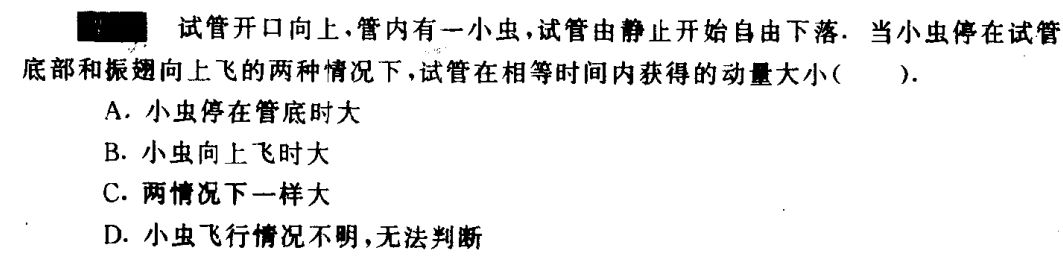 试管开口向上，管内有一小虫，试管由静止开始自由下落．当小虫停在试管
底部和振翅向上飞的两种情况下，试管在相等时间内获得的动量大小（　　）．
A．小虫停在管底时大
B．小虫向上飞时大
C．两情况下一样大
D．小虫飞行情况不明，无法判断